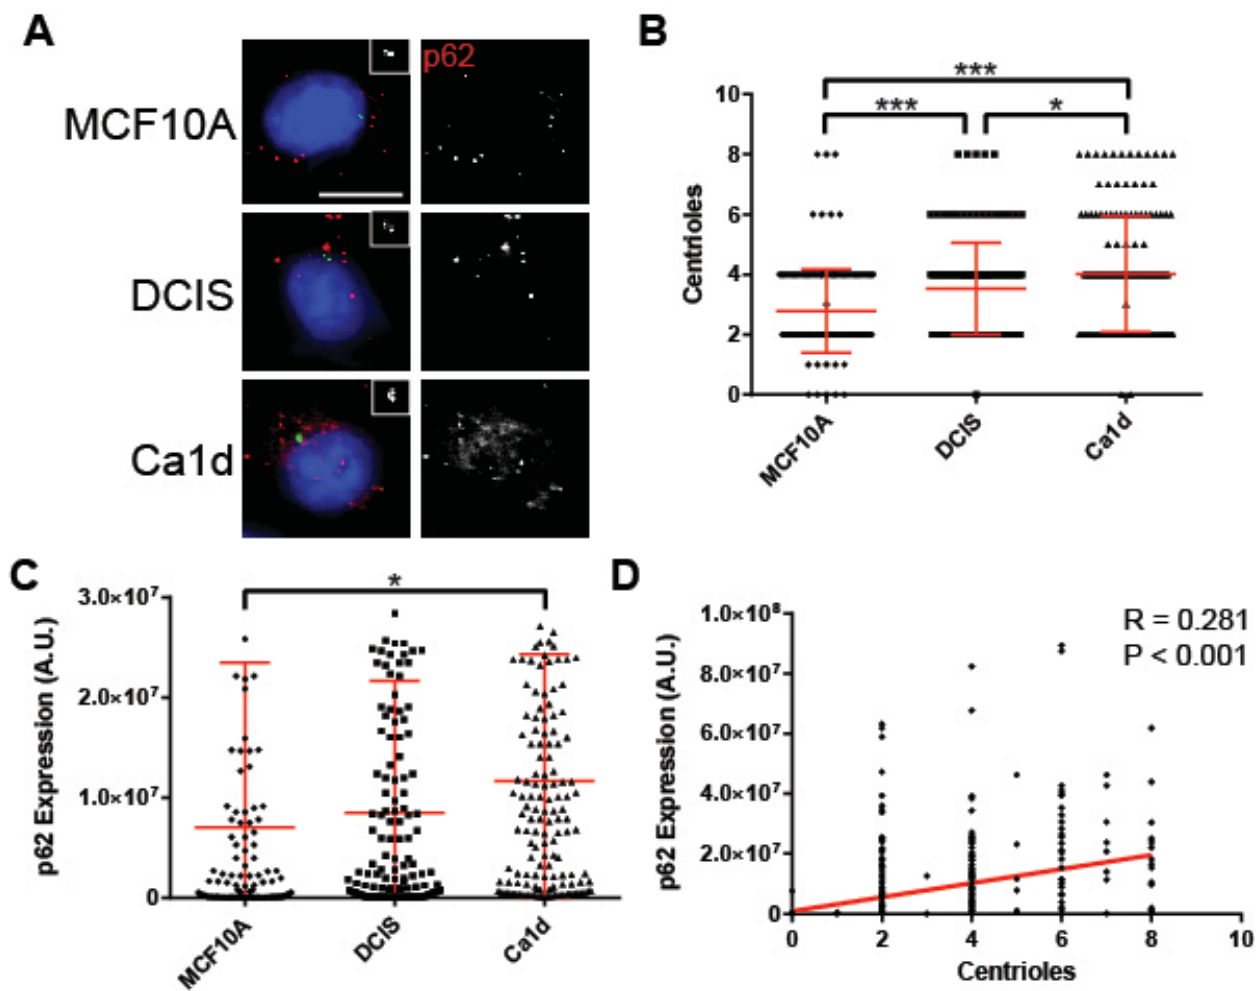 A
MCF10A
p62
DCIS
Ca1d
B
***
***
*
10
8
6
4
2
0
Centrioles
MCF10A
DCIS
Ca1d
C
*
3.0×10⁷
2.0×10⁷
1.0×10⁷
0
p62 Expression (A.U.)
MCF10A
DCIS
Ca1d
D
R = 0.281
P < 0.001
1.0×10⁸
8.0×10⁷
6.0×10⁷
4.0×10⁷
2.0×10⁷
0
p62 Expression (A.U.)
0 2 4 6 8 10
Centrioles